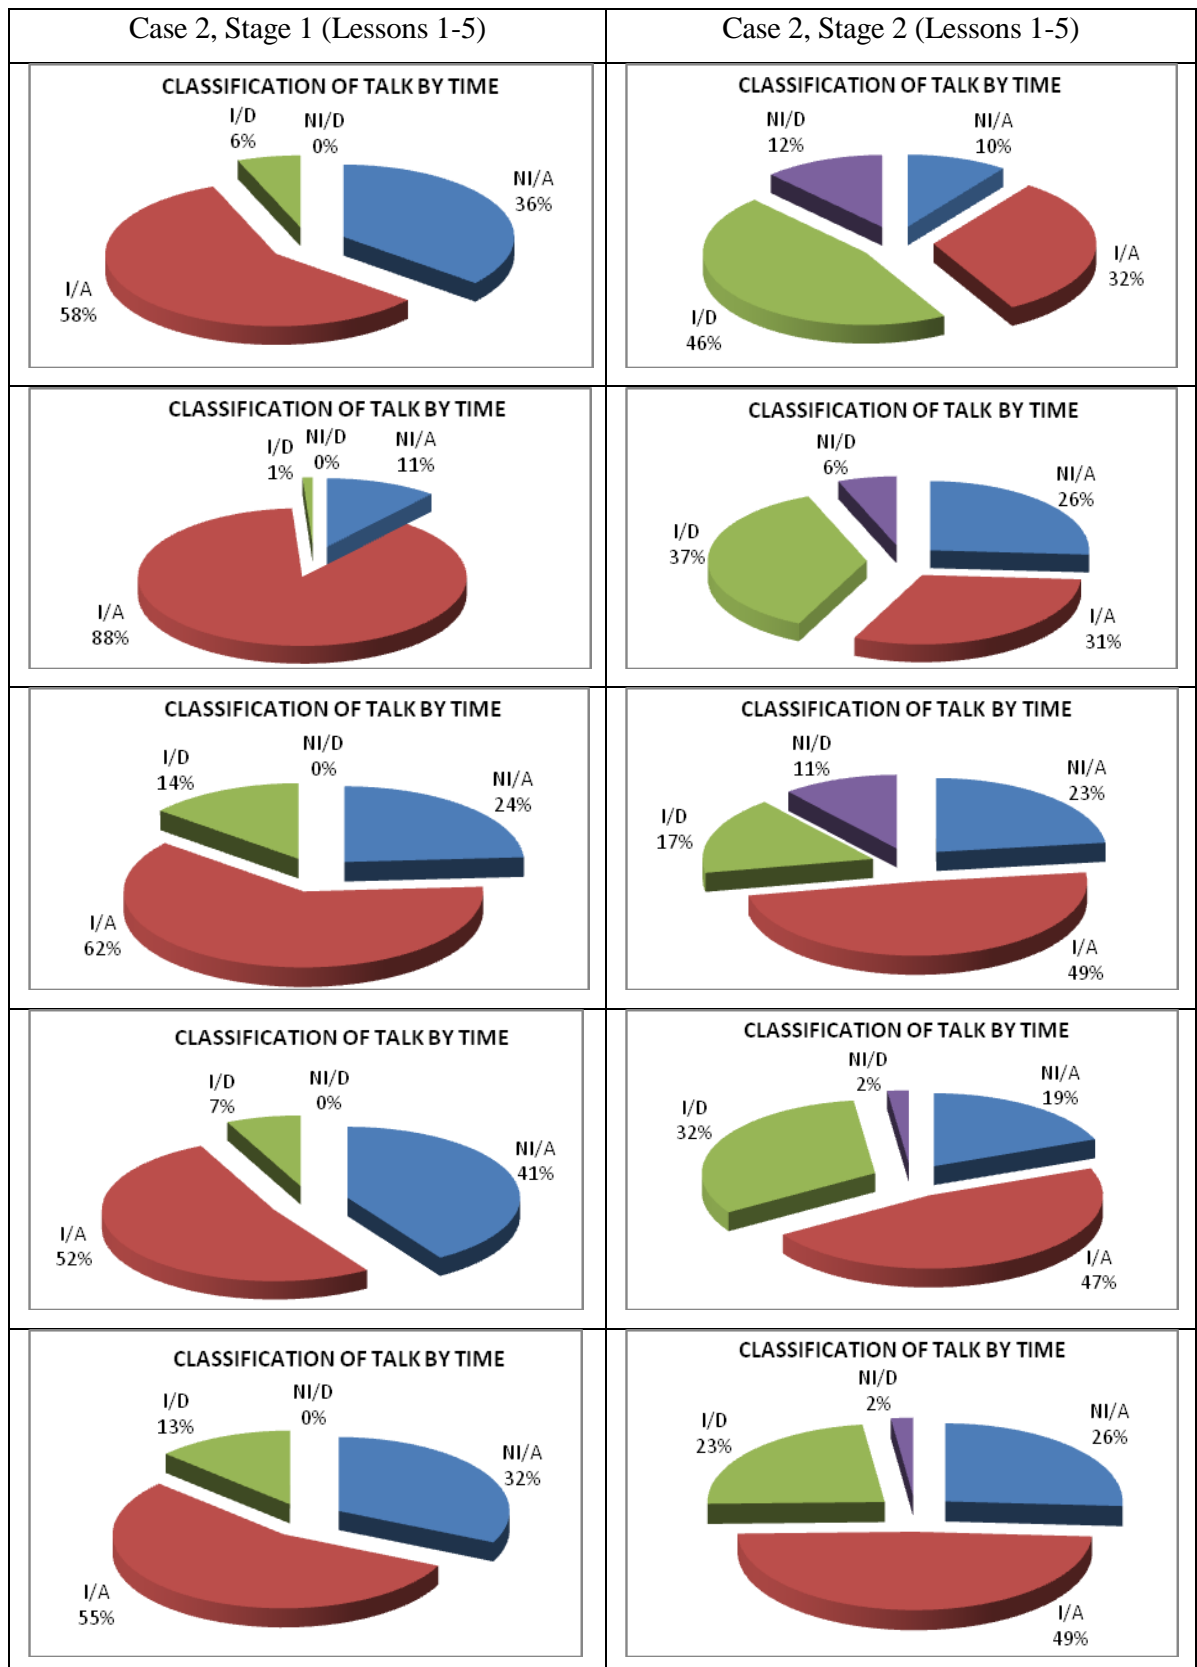 Case 2, Stage 1 (Lessons 1-5)
Case 2, Stage 2 (Lessons 1-5)
CLASSIFICATION OF TALK BY TIME
I/D
6%
NI/D
0%
NI/A
36%
I/A
58%
CLASSIFICATION OF TALK BY TIME
NI/D
12%
NI/A
10%
I/A
32%
I/D
46%
CLASSIFICATION OF TALK BY TIME
I/D
1%
NI/D
0%
NI/A
11%
I/A
88%
CLASSIFICATION OF TALK BY TIME
NI/D
6%
NI/A
26%
I/D
37%
I/A
31%
CLASSIFICATION OF TALK BY TIME
NI/D
0%
I/D
14%
NI/A
24%
I/A
62%
CLASSIFICATION OF TALK BY TIME
NI/D
11%
NI/A
23%
I/D
17%
I/A
49%
CLASSIFICATION OF TALK BY TIME
I/D
7%
NI/D
0%
NI/A
41%
I/A
52%
CLASSIFICATION OF TALK BY TIME
NI/D
2%
NI/A
19%
I/D
32%
I/A
47%
CLASSIFICATION OF TALK BY TIME
I/D
13%
NI/D
0%
NI/A
32%
I/A
55%
CLASSIFICATION OF TALK BY TIME
NI/D
2%
I/D
23%
NI/A
26%
I/A
49%